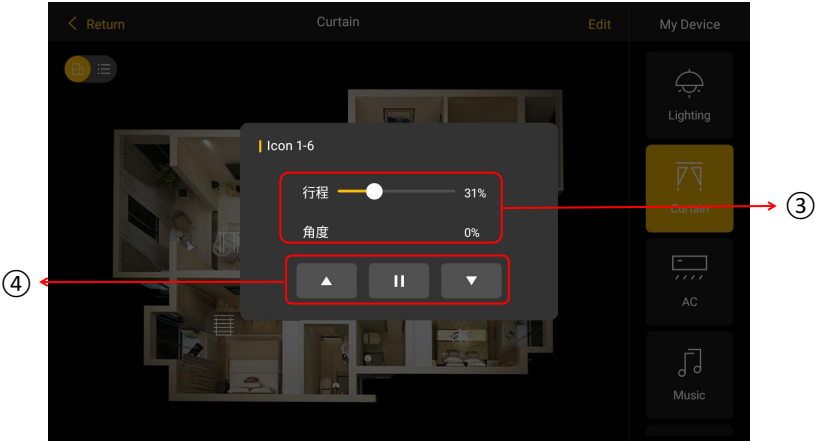 Return
Curtain
Edit
My Device
Lighting
Icon 1-6
行程 31%
角度 0%
Curtain
③
④
AC
Music